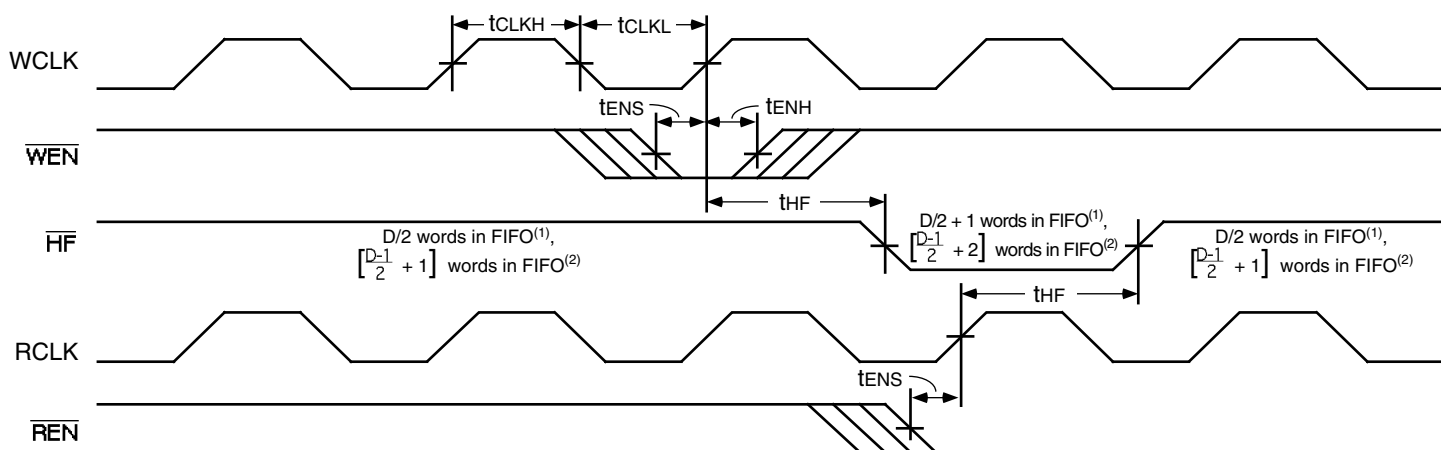 tCLKH tCLKL
WCLK
tENS tENH
WEN
tHF
HF
D/2 words in FIFO(1),
[D-1/2 + 1] words in FIFO(2)
D/2 + 1 words in FIFO(1),
[D-1/2 + 2] words in FIFO(2)
D/2 words in FIFO(1),
[D-1/2 + 1] words in FIFO(2)
tHF
RCLK
tENS
REN